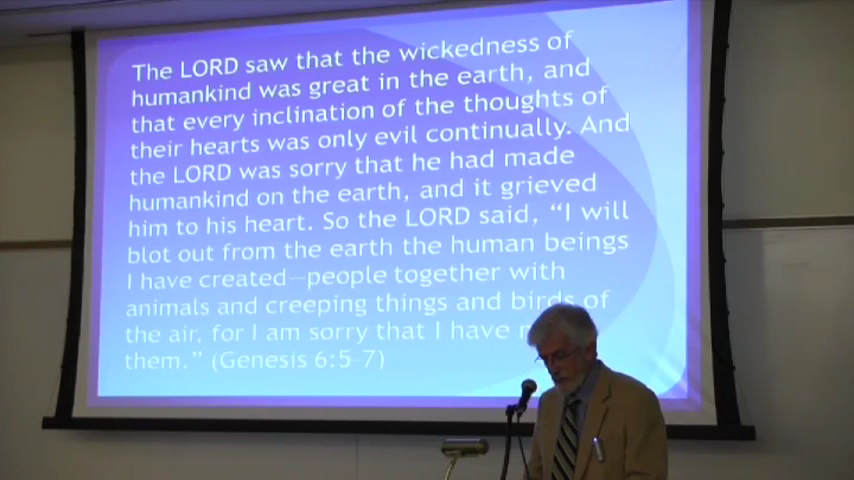 The LORD saw that the wickedness of
humankind was great in the earth, and
that every inclination of the thoughts of
their hearts was only evil continually. And
the LORD was sorry that he had made
humankind on the earth, and it grieved
him to his heart. So the LORD said, “I will
blot out from the earth the human beings
I have created—people together with
animals and creeping things and birds of
the air, for I am sorry that I have
them.” (Genesis 6:5-7)